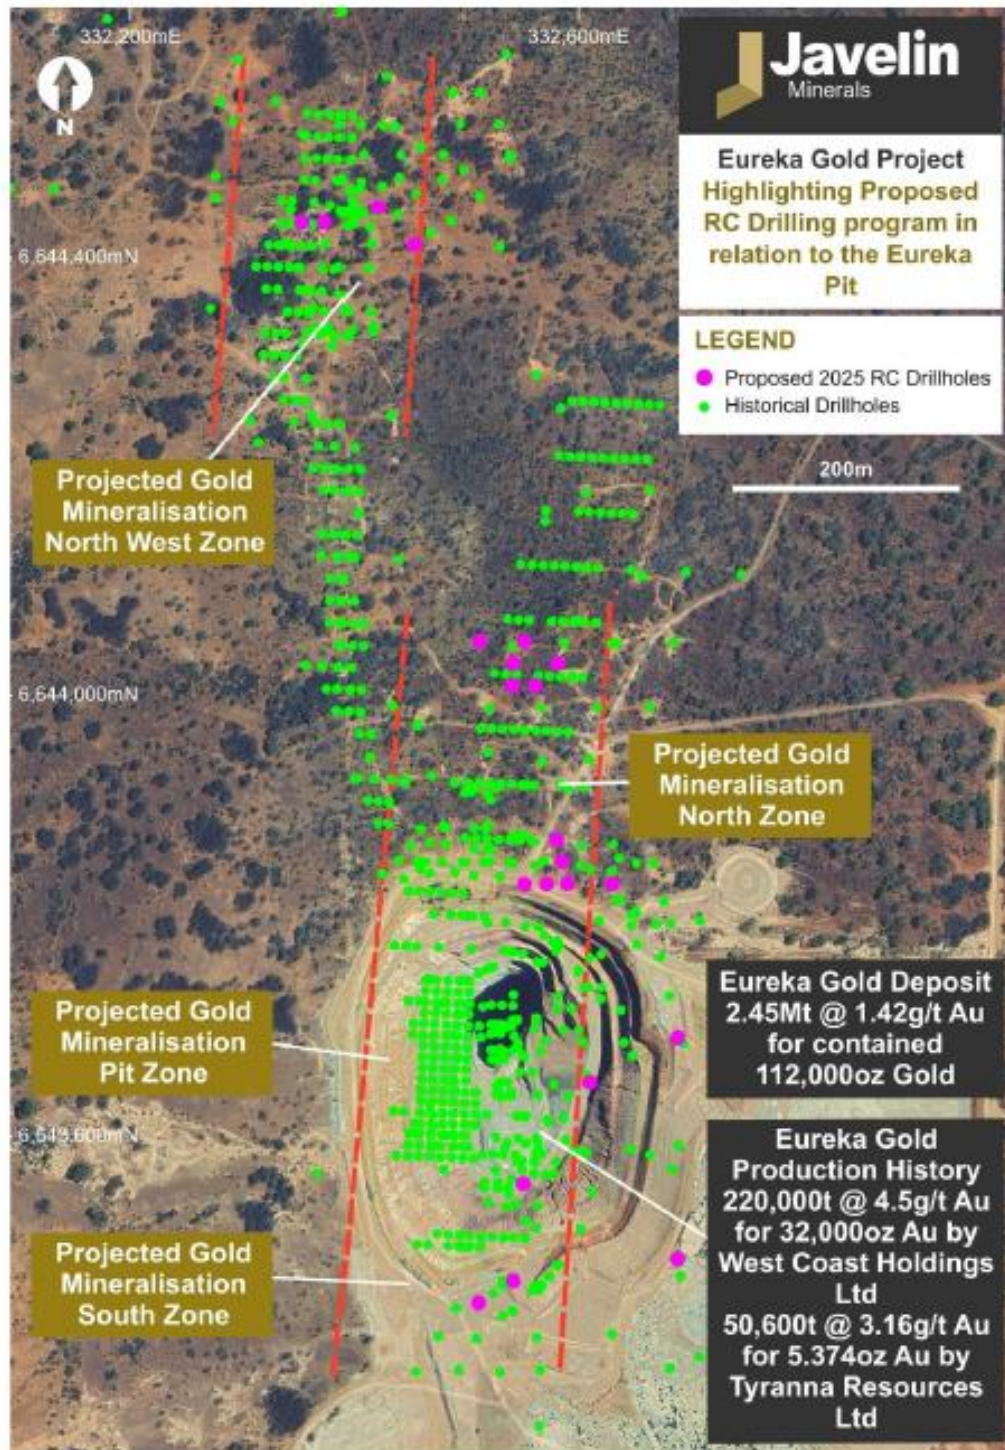 332,200mE
332,600mE
N
Javelin
Minerals
Eureka Gold Project
Highlighting Proposed
RC Drilling program in
relation to the Eureka
Pit
LEGEND
Proposed 2025 RC Drillholes
Historical Drillholes
200m
6,644,400mN
Projected Gold
Mineralisation
North West Zone
6,644,000mN
Projected Gold
Mineralisation
North Zone
Projected Gold
Mineralisation
Pit Zone
Eureka Gold Deposit
2.45Mt @ 1.42g/t Au
for contained
112,000oz Gold
6,643,600mN
Eureka Gold
Production History
220,000t @ 4.5g/t Au
for 32,000oz Au by
West Coast Holdings
Ltd
50,600t @ 3.16g/t Au
for 5.374oz Au by
Tyranna Resources
Ltd
Projected Gold
Mineralisation
South Zone